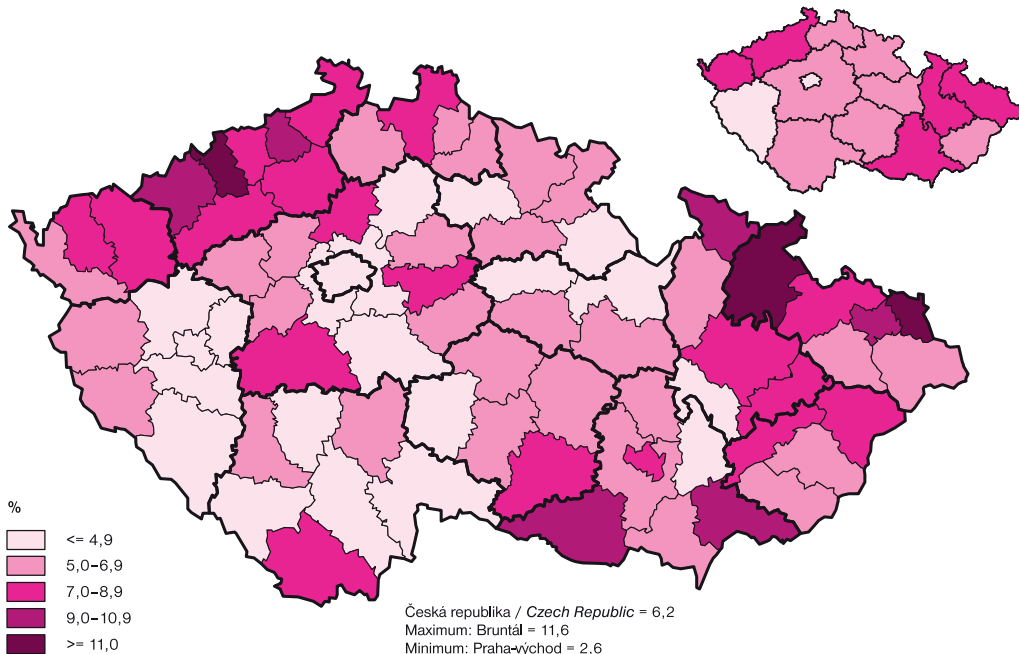 %
<= 4,9
5,0–6,9
7,0–8,9
9,0–10,9
>= 11,0
Česká republika / Czech Republic = 6,2
Maximum: Bruntál = 11,6
Minimum: Praha-východ = 2.6